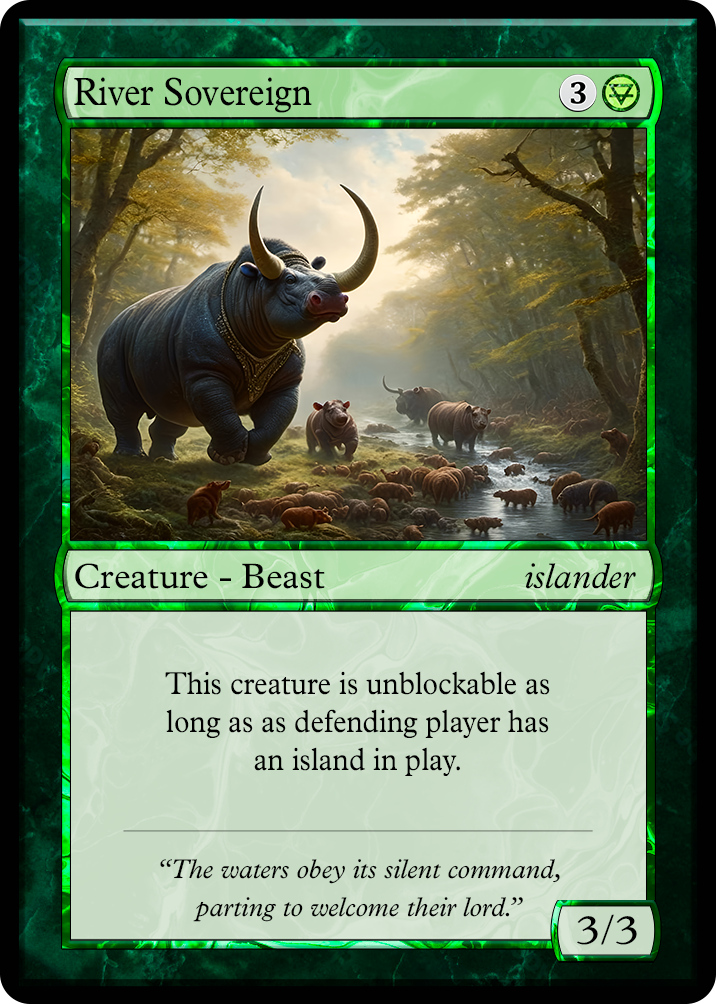 River Sovereign 3
Creature - Beast islander
This creature is unblockable as
long as as defending player has
an island in play.
“The waters obey its silent command,
parting to welcome their lord.”
3/3